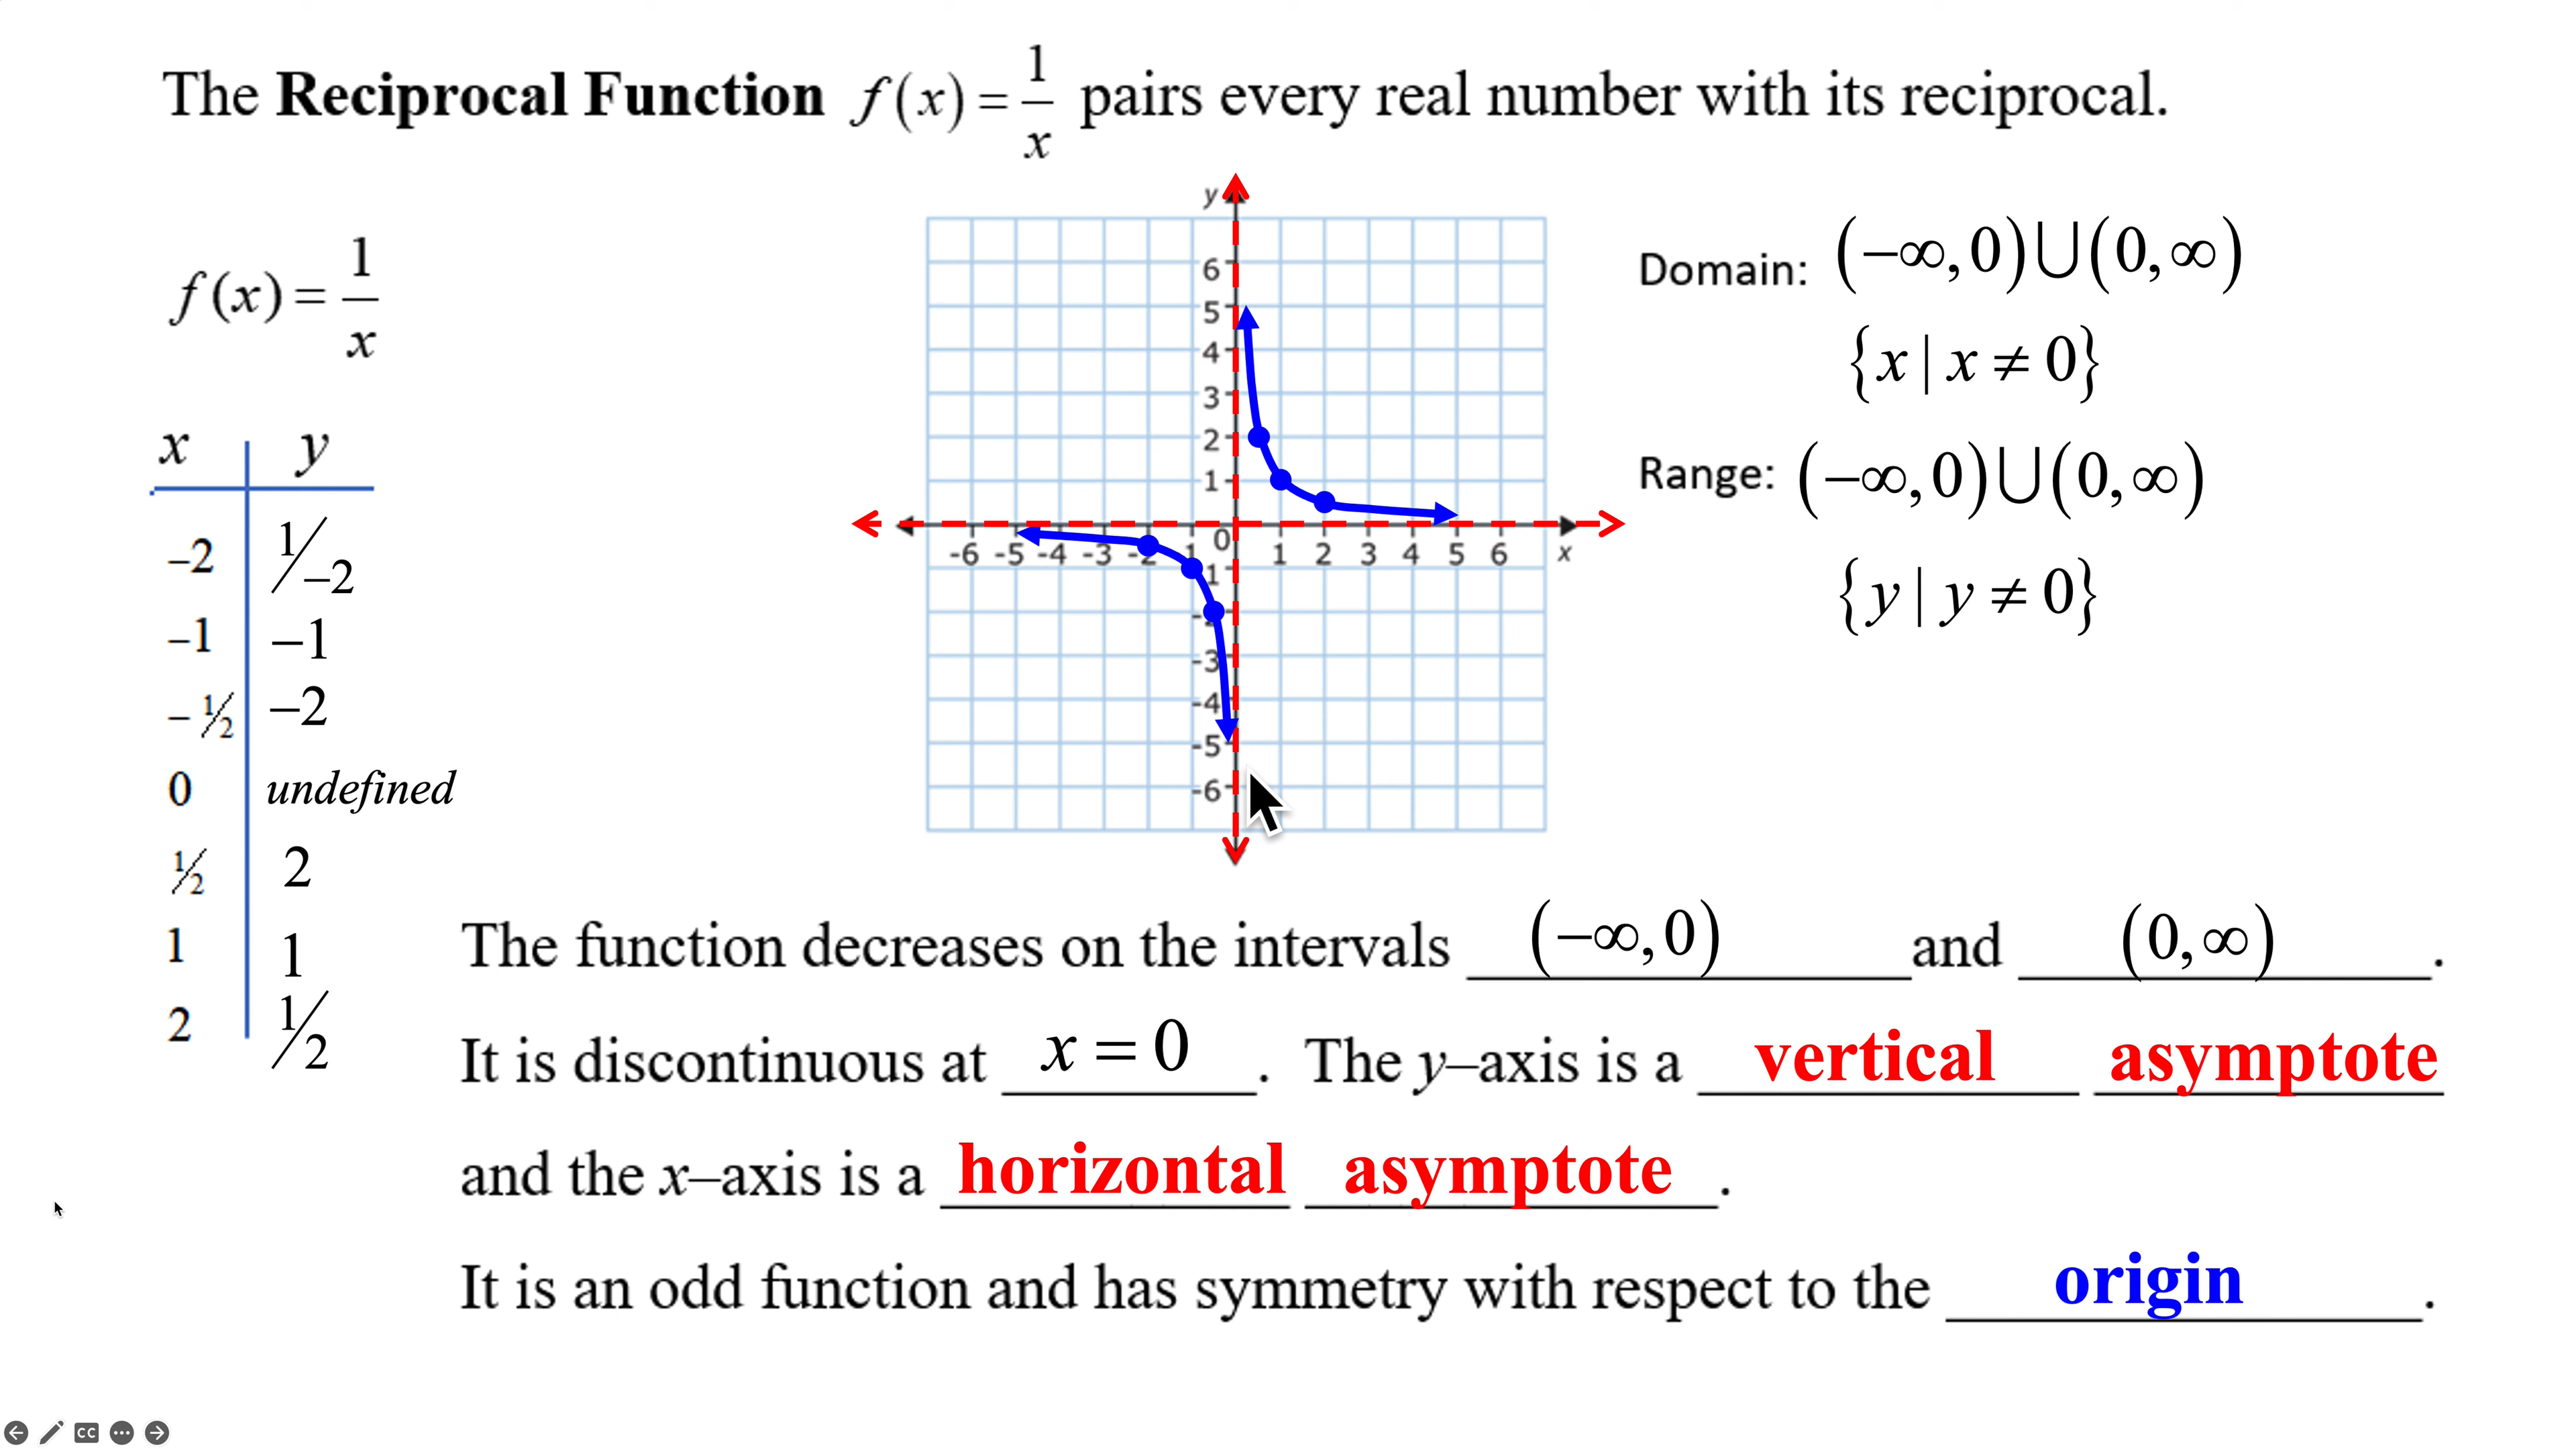 The Reciprocal Function f(x) = 1/x pairs every real number with its reciprocal.
f(x) = 1/x
x y
–2 1/–2
–1 –1
–1/2 –2
0 undefined
1/2 2
1 1
2 1/2
y
6
5
4
3
2
1
-6 -5 -4 -3 -2 1 0 1 2 3 4 5 6 x
1
-3
-4
-5
-6
Domain: (–∞, 0)∪(0, ∞)
{x | x ≠ 0}
Range: (–∞, 0)∪(0, ∞)
{y | y ≠ 0}
The function decreases on the intervals (–∞, 0) and (0, ∞).
It is discontinuous at x = 0. The y–axis is a vertical asymptote
and the x–axis is a horizontal asymptote.
It is an odd function and has symmetry with respect to the origin.
CC